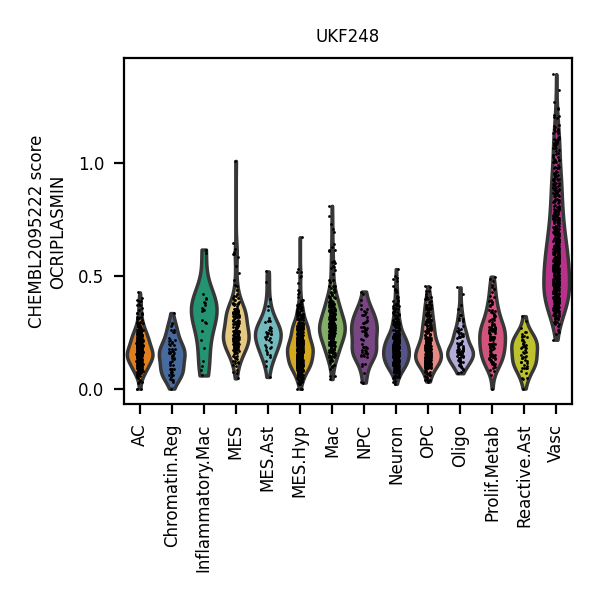 UKF248
CHEMBL2095222 score
OCRIPLASMIN
1.0
0.5
0.0
AC
Chromatin.Reg
Inflammatory.Mac
MES
MES.Ast
MES.Hyp
Mac
NPC
Neuron
OPC
Oligo
Prolif.Metab
Reactive.Ast
Vasc